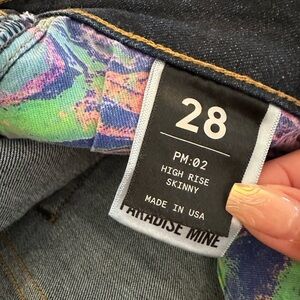 28
PM:02
HIGH RISE
SKINNY
MADE IN USA
PARADISE MINE